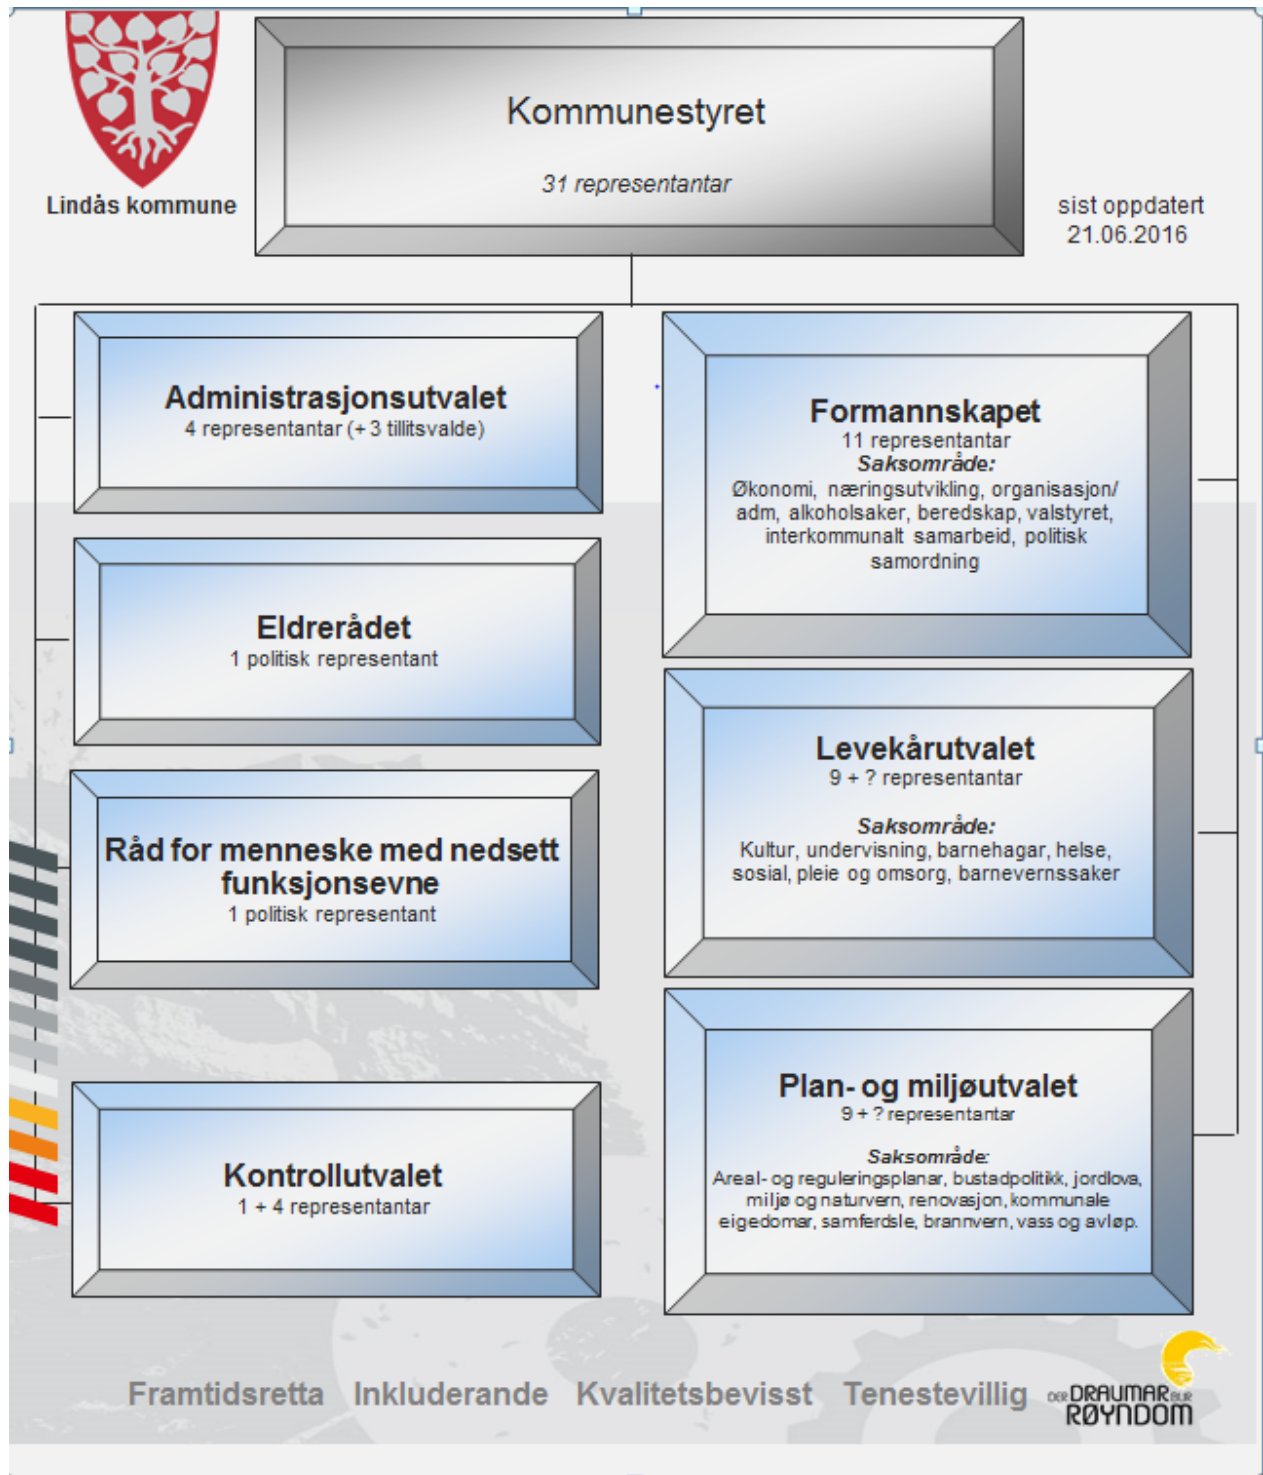 Kommunestyret
31 representantar
Lindås kommune
sist oppdatert
21.06.2016
Administrasjonsutvalet
4 representantar (+ 3 tillitsvalde)
Eldrerådet
1 politisk representant
Råd for menneske med nedsett
funksjonsevne
1 politisk representant
Kontrollutvalet
1 + 4 representantar
Formannskapet
11 representantar
Saksområde:
Økonomi, næringsutvikling, organisasjon/
adm, alkoholsaker, beredskap, valstyret,
interkommunalt samarbeid, politisk
samordning
Levekårutvalet
9 + ? representantar
Saksområde:
Kultur, undervisning, barnehagar, helse,
sosial, pleie og omsorg, barnevernssaker
Plan- og miljøutvalet
9 + ? representantar
Saksområde:
Areal- og reguleringsplanar, bustadpolitikk, jordlova,
miljø og naturvern, renovasjon, kommunale
eigedomar, samferdsle, brannvern, vass og avløp.
Framtidsretta Inkluderande Kvalitetsbevisst Tenestevillig
DER DRAUMAR BLIR
RØYNDOM